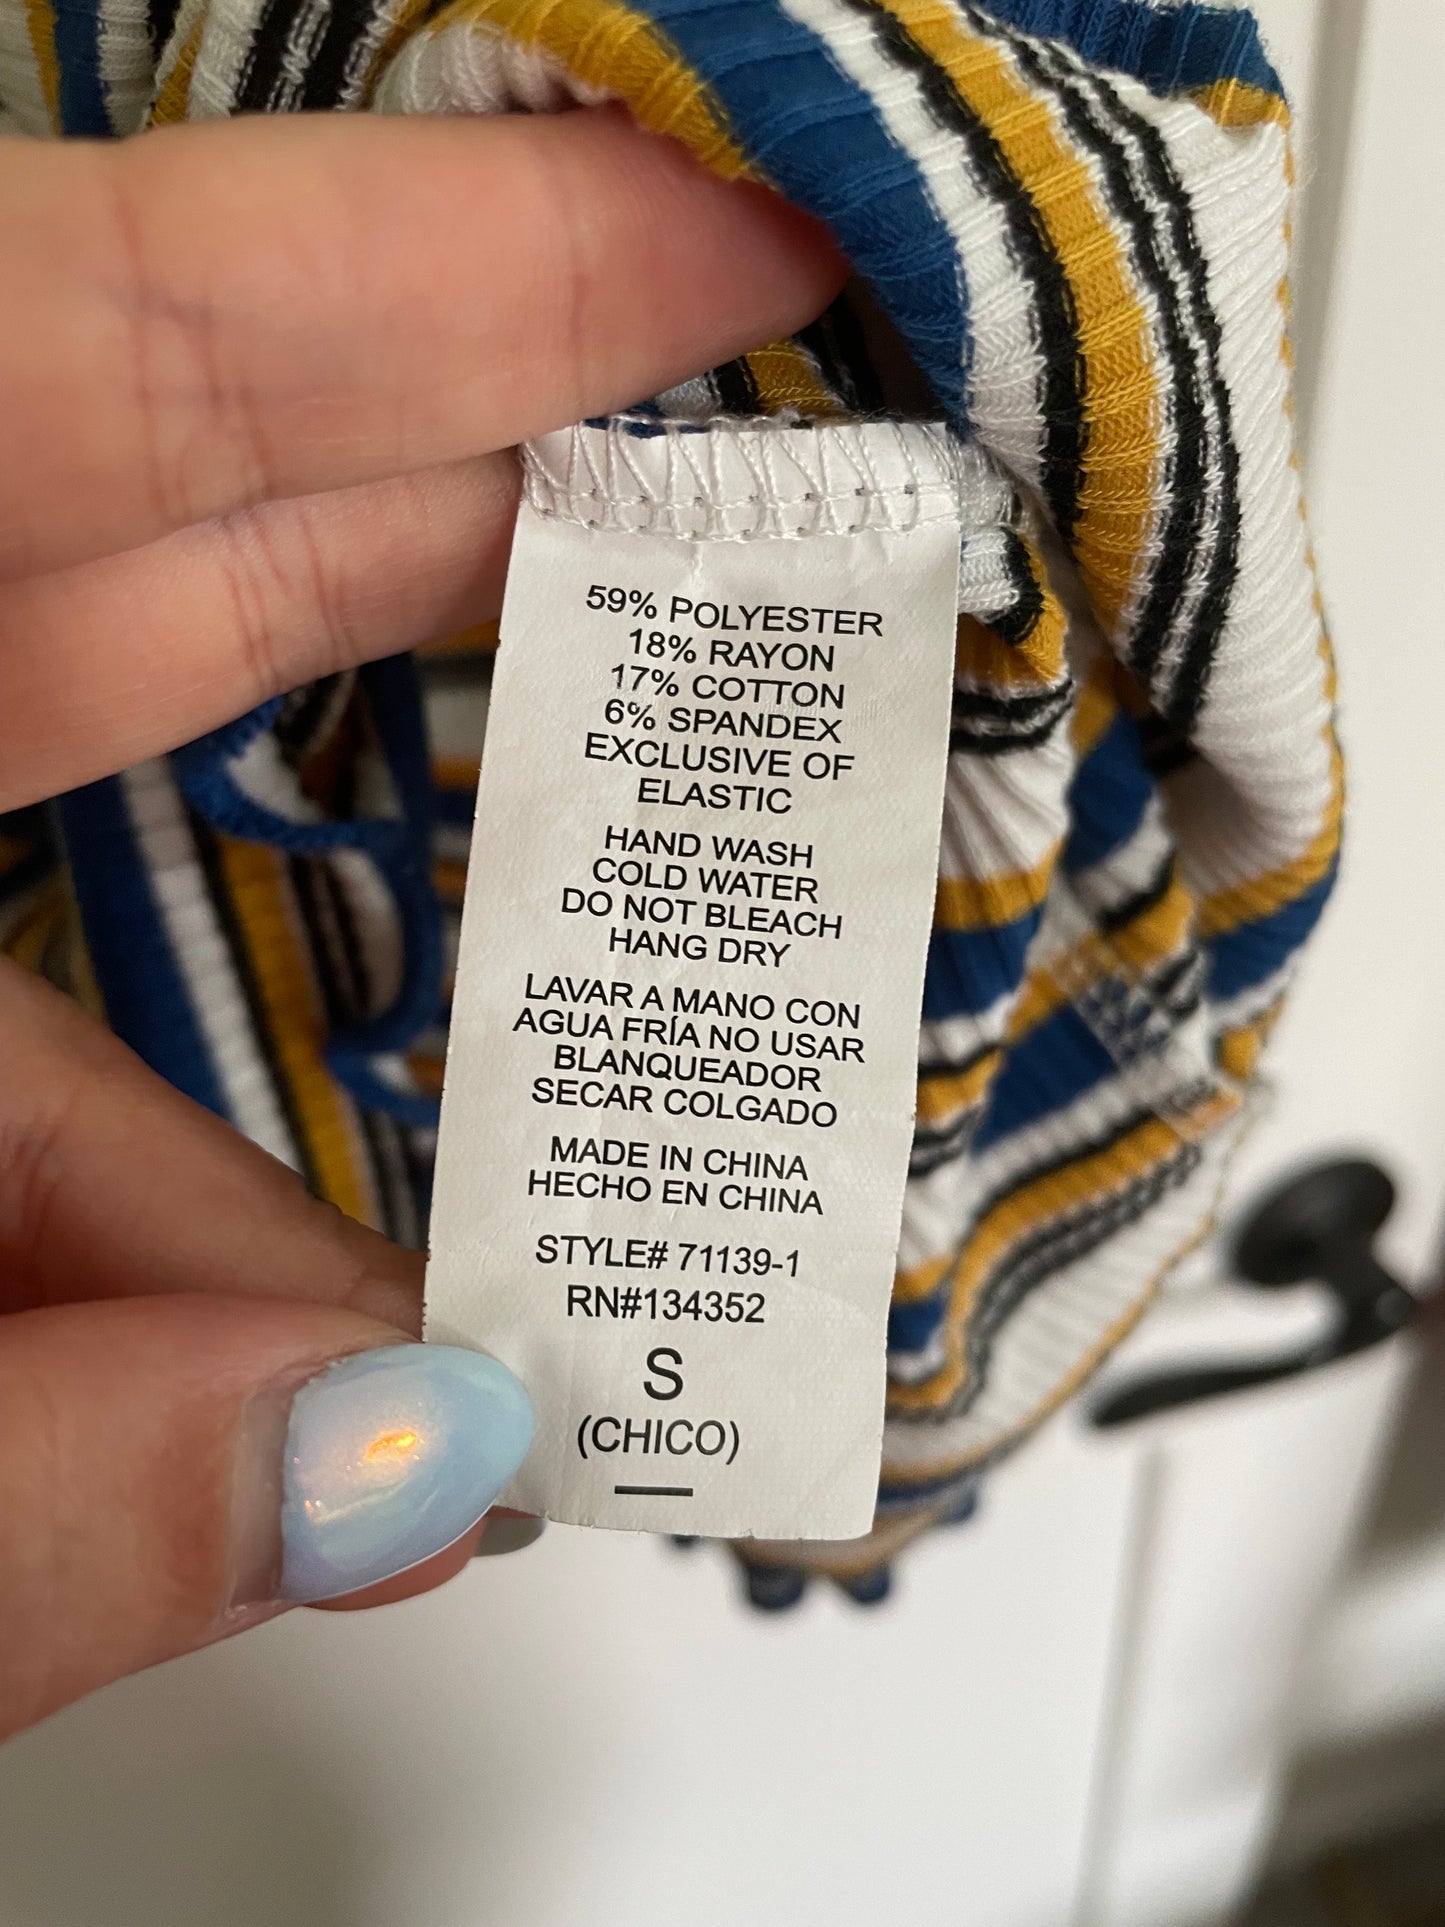 59% POLYESTER
18% RAYON
17% COTTON
6% SPANDEX
EXCLUSIVE OF
ELASTIC
HAND WASH
COLD WATER
DO NOT BLEACH
HANG DRY
LAVAR A MANO CON
AGUA FRÍA NO USAR
BLANQUEADOR
SECAR COLGADO
MADE IN CHINA
HECHO EN CHINA
STYLE# 71139-1
RN#134352
S
(CHICO)